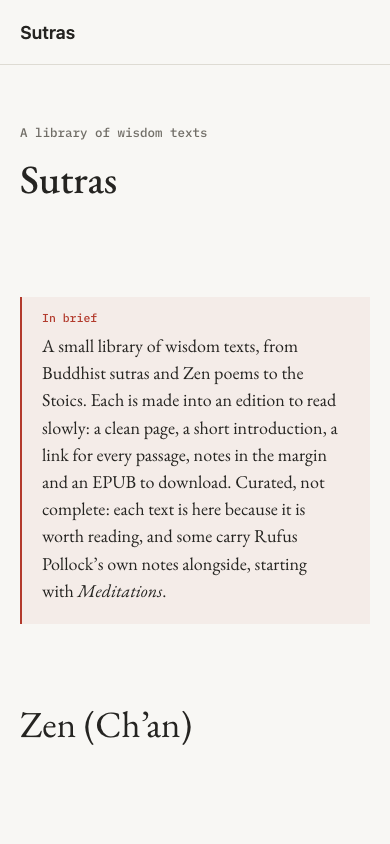 Sutras
A library of wisdom texts
Sutras
In brief
A small library of wisdom texts, from
Buddhist sutras and Zen poems to the
Stoics. Each is made into an edition to read
slowly: a clean page, a short introduction, a
link for every passage, notes in the margin
and an EPUB to download. Curated, not
complete: each text is here because it is
worth reading, and some carry Rufus
Pollock’s own notes alongside, starting
with Meditations.
Zen (Ch’an)